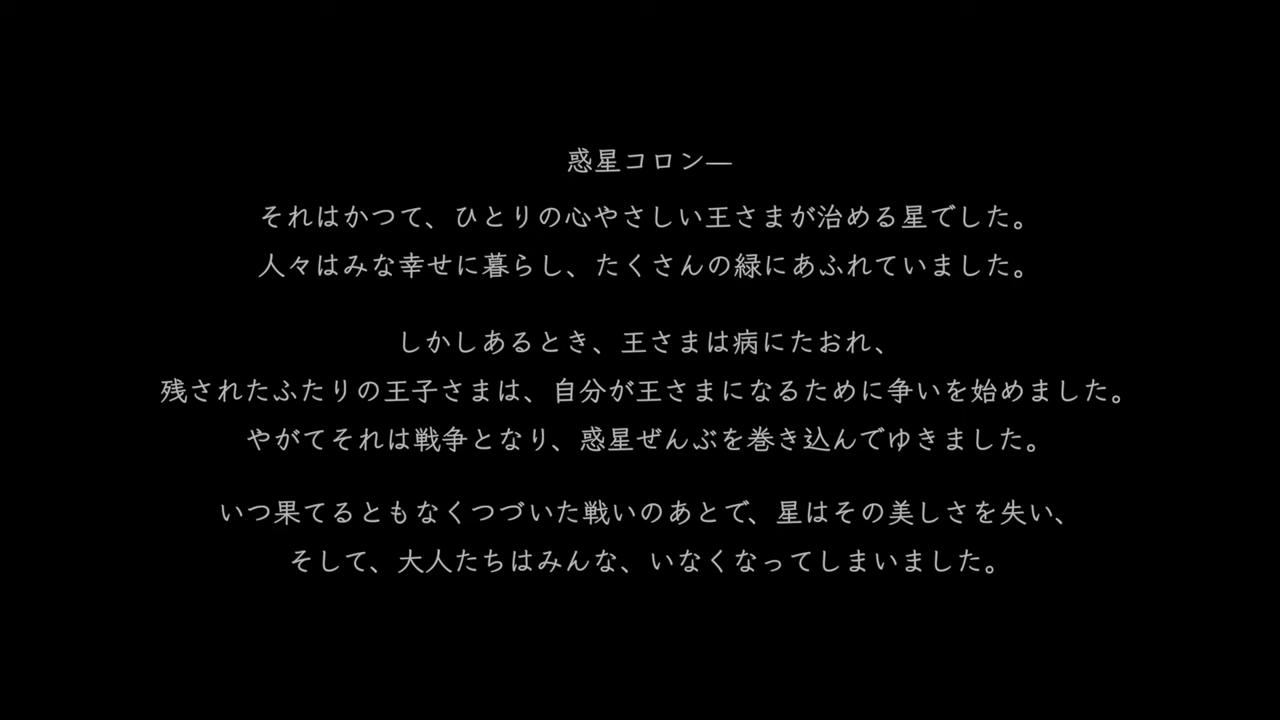 惑星コロン―
それはかつて、ひとりの心やさしい王さまが治める星でした。
人々はみな幸せに暮らし、たくさんの緑にあふれていました。
しかしあるとき、王さまは病にたおれ、
残されたふたりの王子さまは、自分が王さまになるために争いを始めました。
やがてそれは戦争となり、惑星ぜんぶを巻き込んでゆきました。
いつ果てるともなくつづいた戦いのあとで、星はその美しさを失い、
そして、大人たちはみんな、いなくなってしまいました。